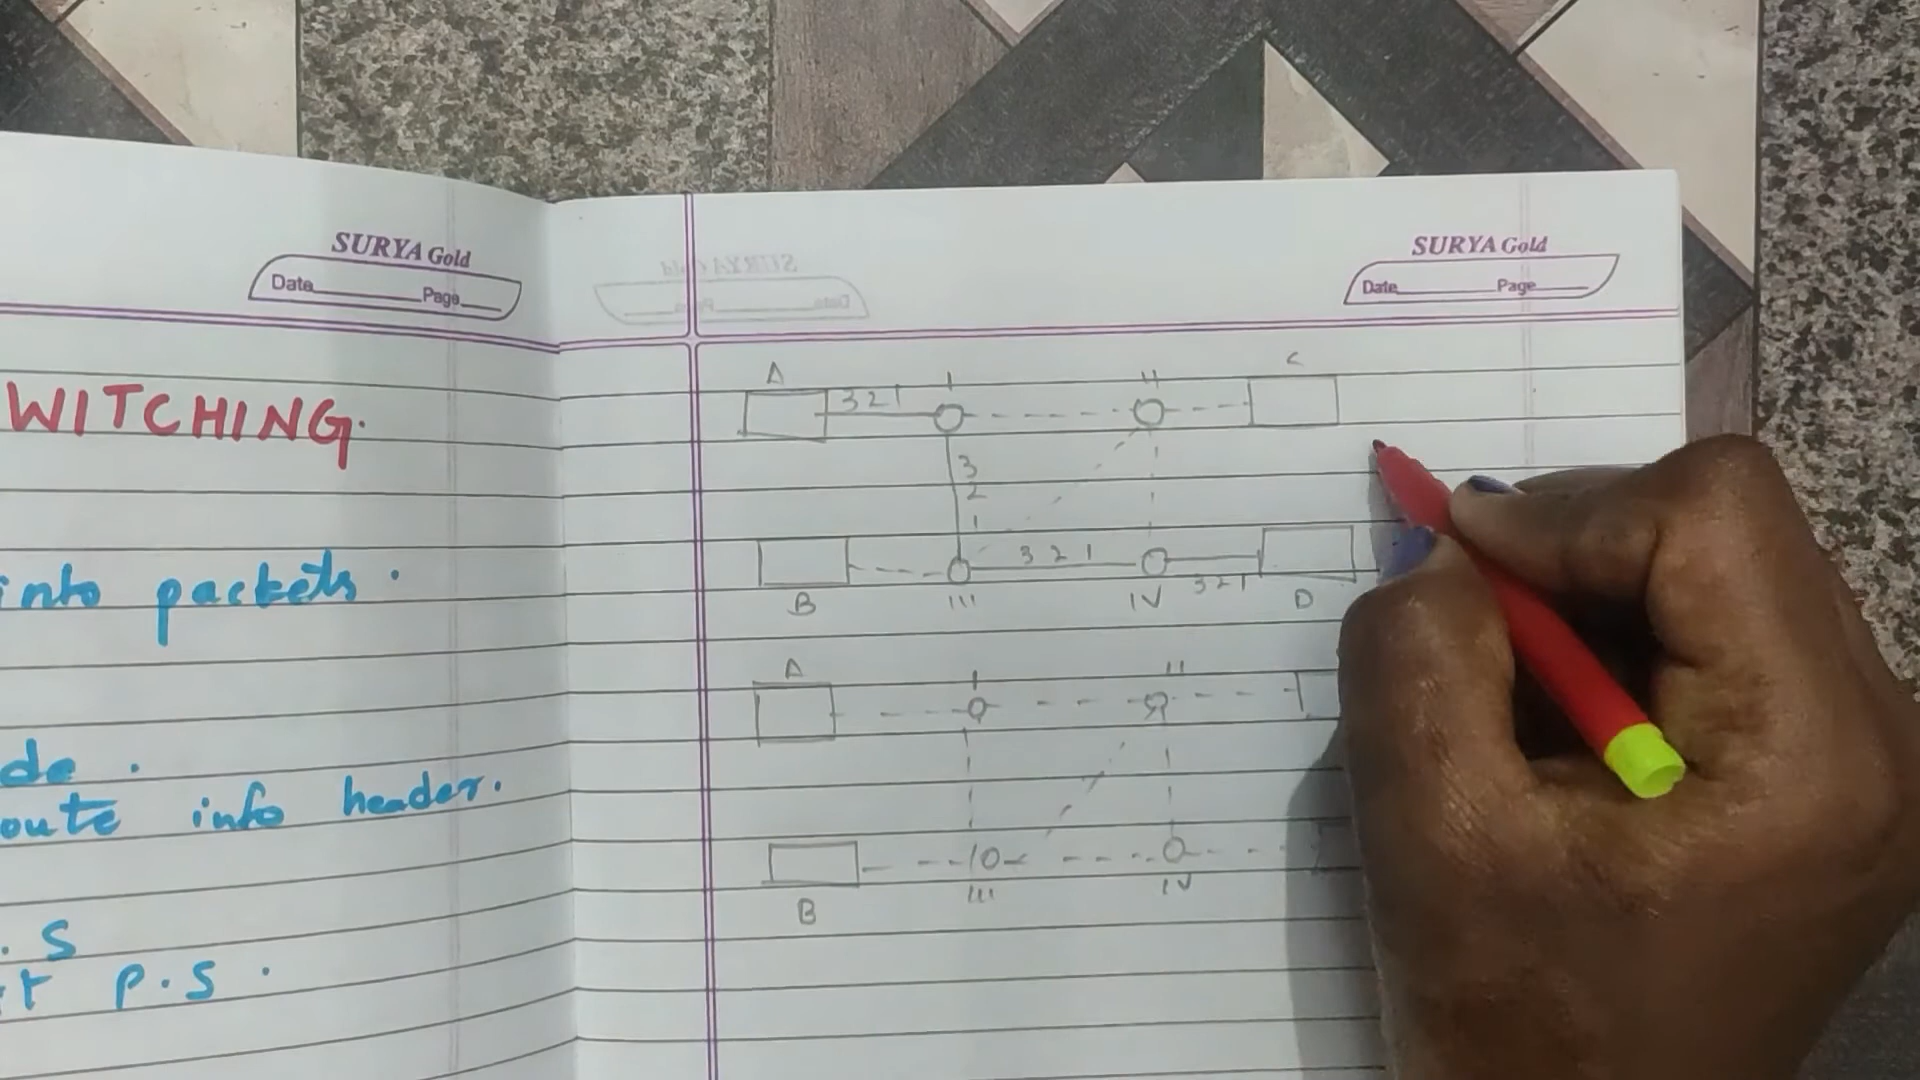 SURYA Gold
Date Page
WITCHING.
into packets.
de.
oute info header.
. S
P.S.
SURYA Gold
Date Page
A I II C
3 2 1
3
2
1
3 2 1
3 2 1
B III IV D
A I II
B III IV